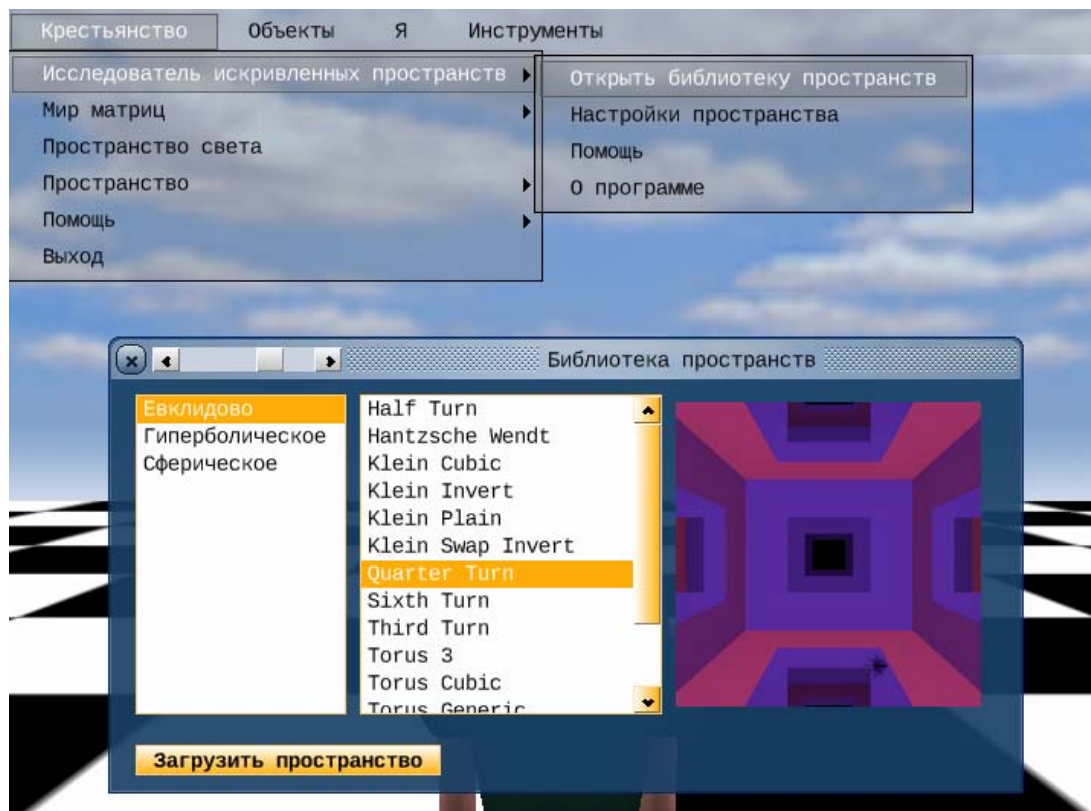 Крестьянство Объекты Я Инструменты
Исследователь искривленных пространств
Мир матриц
Пространство света
Пространство
Помощь
Выход
Открыть библиотеку пространств
Настройки пространства
Помощь
О программе
Библиотека пространств
Евклидово
Гиперболическое
Сферическое
Half Turn
Hantzsche Wendt
Klein Cubic
Klein Invert
Klein Plain
Klein Swap Invert
Quarter Turn
Sixth Turn
Third Turn
Torus 3
Torus Cubic
Torus Generic
Загрузить пространство